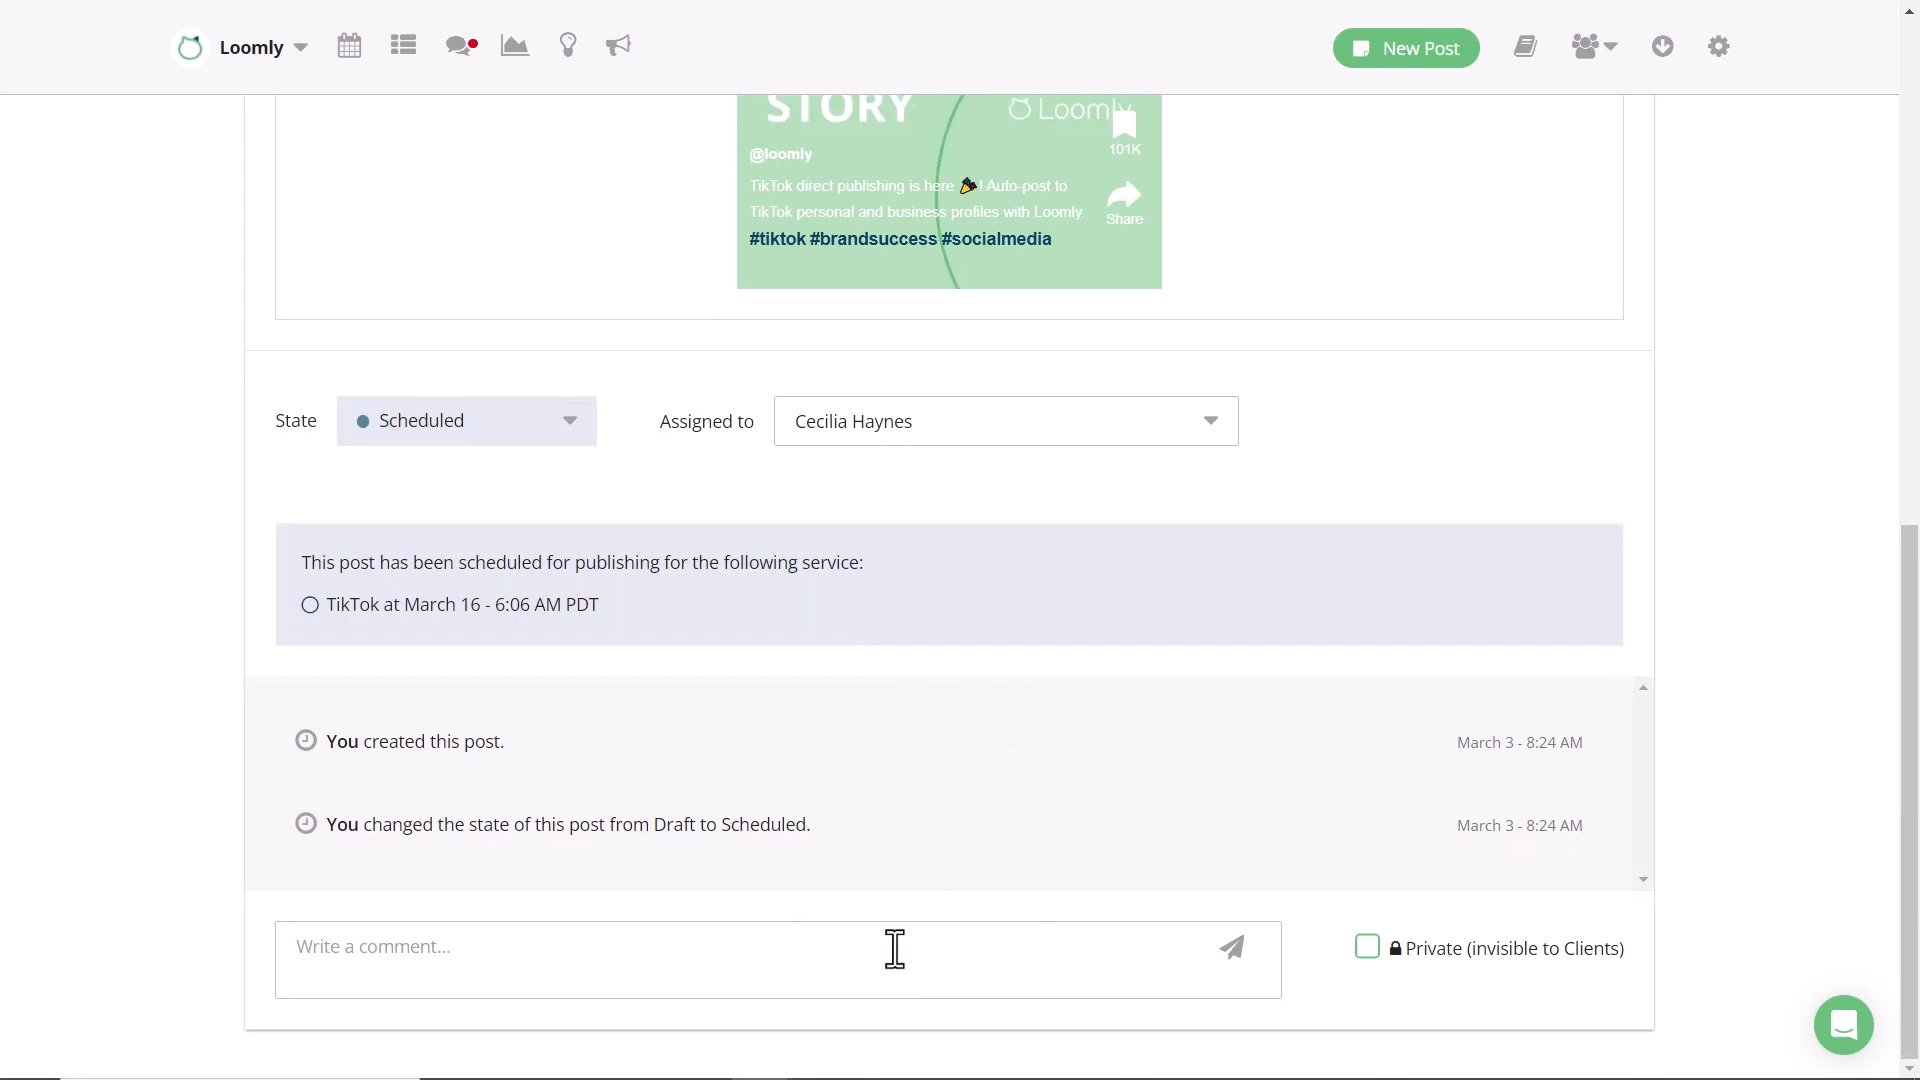 Loomly
New Post
STORY
Loomly
101K
@loomly
TikTok direct publishing is here 🎉! Auto-post to
TikTok personal and business profiles with Loomly.
Share
#tiktok #brandsuccess #socialmedia
State
Scheduled
Assigned to
Cecilia Haynes
This post has been scheduled for publishing for the following service:
TikTok at March 16 - 6:06 AM PDT
You created this post.
March 3 - 8:24 AM
You changed the state of this post from Draft to Scheduled.
March 3 - 8:24 AM
Write a comment...
Private (invisible to Clients)